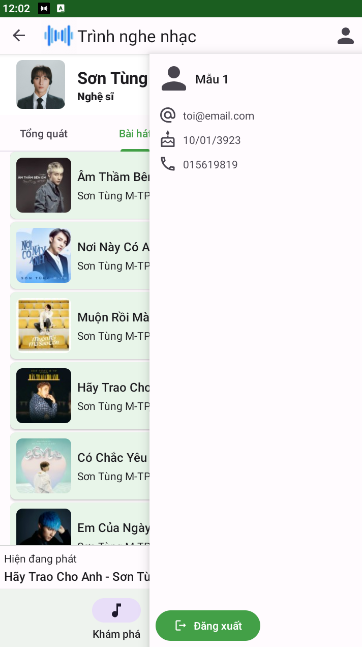 12:02
Trình nghe nhạc
Sơn Tùng
Nghệ sĩ
Tổng quát
Bài hát
Âm Thầm Bên
Sơn Tùng M-TP
Nơi Này Có A
Sơn Tùng M-TP
Muộn Rồi Mà
Sơn Tùng M-TP
Hãy Trao Cho
Sơn Tùng M-TP
Có Chắc Yêu
Sơn Tùng M-TP
Em Của Ngày
Sơn Tùng M-TP
Hiện đang phát
Hãy Trao Cho Anh - Sơn Tù
Khám phá
Mẫu 1
toi@email.com
10/01/3923
015619819
Đăng xuất